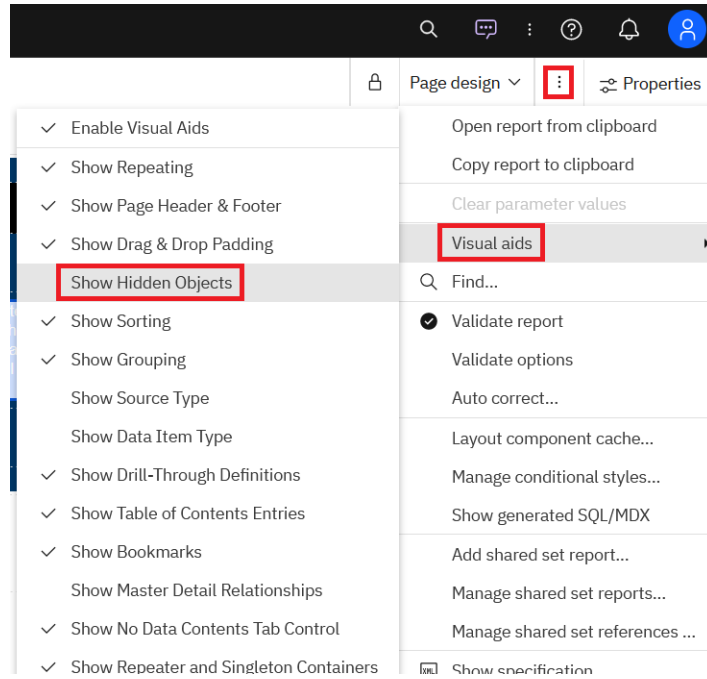 Page design
Properties
Enable Visual Aids
Show Repeating
Show Page Header & Footer
Show Drag & Drop Padding
Show Hidden Objects
Show Sorting
Show Grouping
Show Source Type
Show Data Item Type
Show Drill-Through Definitions
Show Table of Contents Entries
Show Bookmarks
Show Master Detail Relationships
Show No Data Contents Tab Control
Show Repeater and Singleton Containers
Open report from clipboard
Copy report to clipboard
Clear parameter values
Visual aids
Find...
Validate report
Validate options
Auto correct...
Layout component cache...
Manage conditional styles...
Show generated SQL/MDX
Add shared set report...
Manage shared set reports...
Manage shared set references ...
XML Show specification